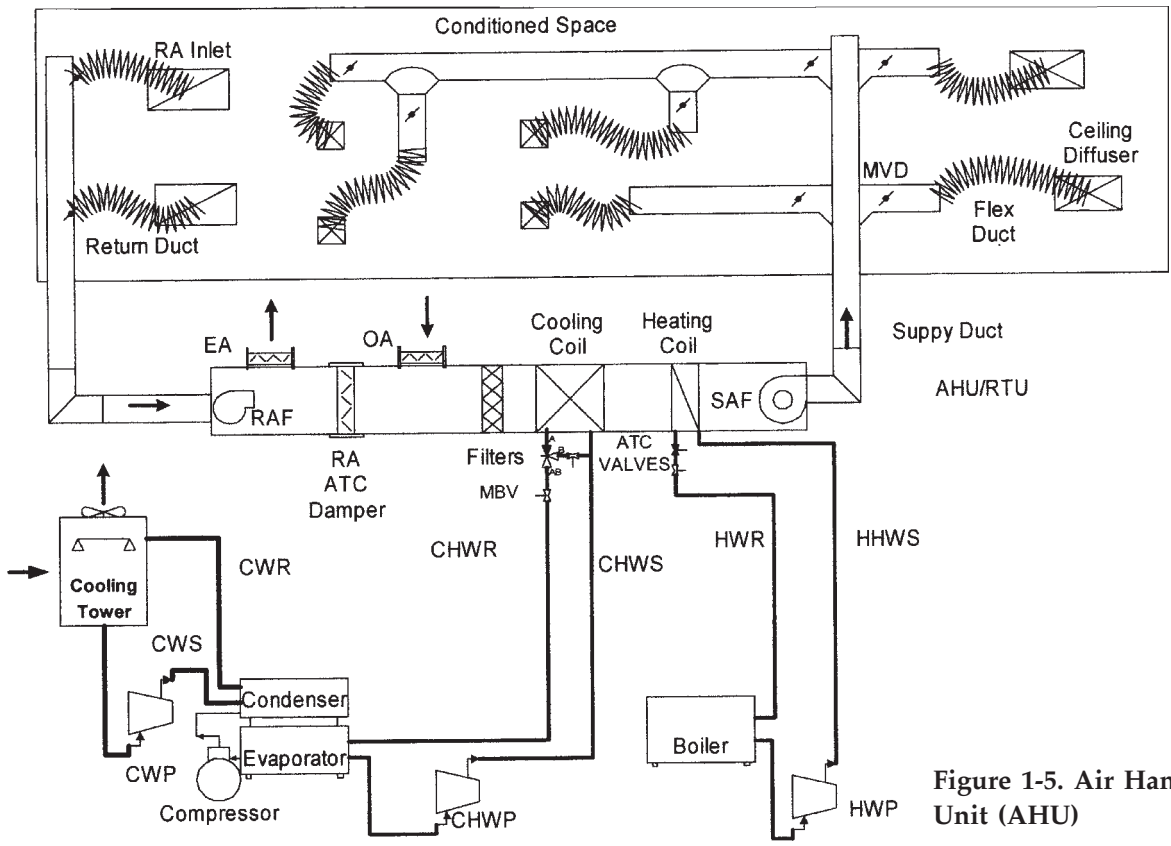 Conditioned Space
RA Inlet
Ceiling
Diffuser
MVD
Return Duct
Flex
Duct
EA
OA
Cooling
Coil
Heating
Coil
Suppy Duct
AHU/RTU
RAF
SAF
RA
ATC
Damper
Filters
A
B
AB
MBV
ATC
VALVES
CHWR
CHWS
HWR
HHWS
Cooling
Tower
CWR
CWS
CWP
Condenser
Evaporator
Compressor
CHWP
Boiler
HWP
Figure 1-5. Air Han
Unit (AHU)